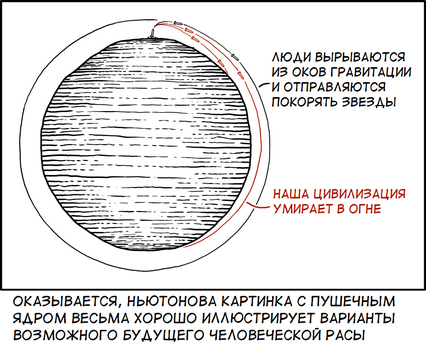 ЛЮДИ ВЫРЫВАЮТСЯ
ИЗ ОКОВ ГРАВИТАЦИИ
И ОТПРАВЛЯЮТСЯ
ПОКОРЯТЬ ЗВЕЗДЫ
НАША ЦИВИЛИЗАЦИЯ
УМИРАЕТ В ОГНЕ
ОКАЗЫВАЕТСЯ, НЬЮТОНОВА КАРТИНКА С ПУШЕЧНЫМ
ЯДРОМ ВЕСЬМА ХОРОШО ИЛЛЮСТРИРУЕТ ВАРИАНТЫ
ВОЗМОЖНОГО БУДУЩЕГО ЧЕЛОВЕЧЕСКОЙ РАСЫ